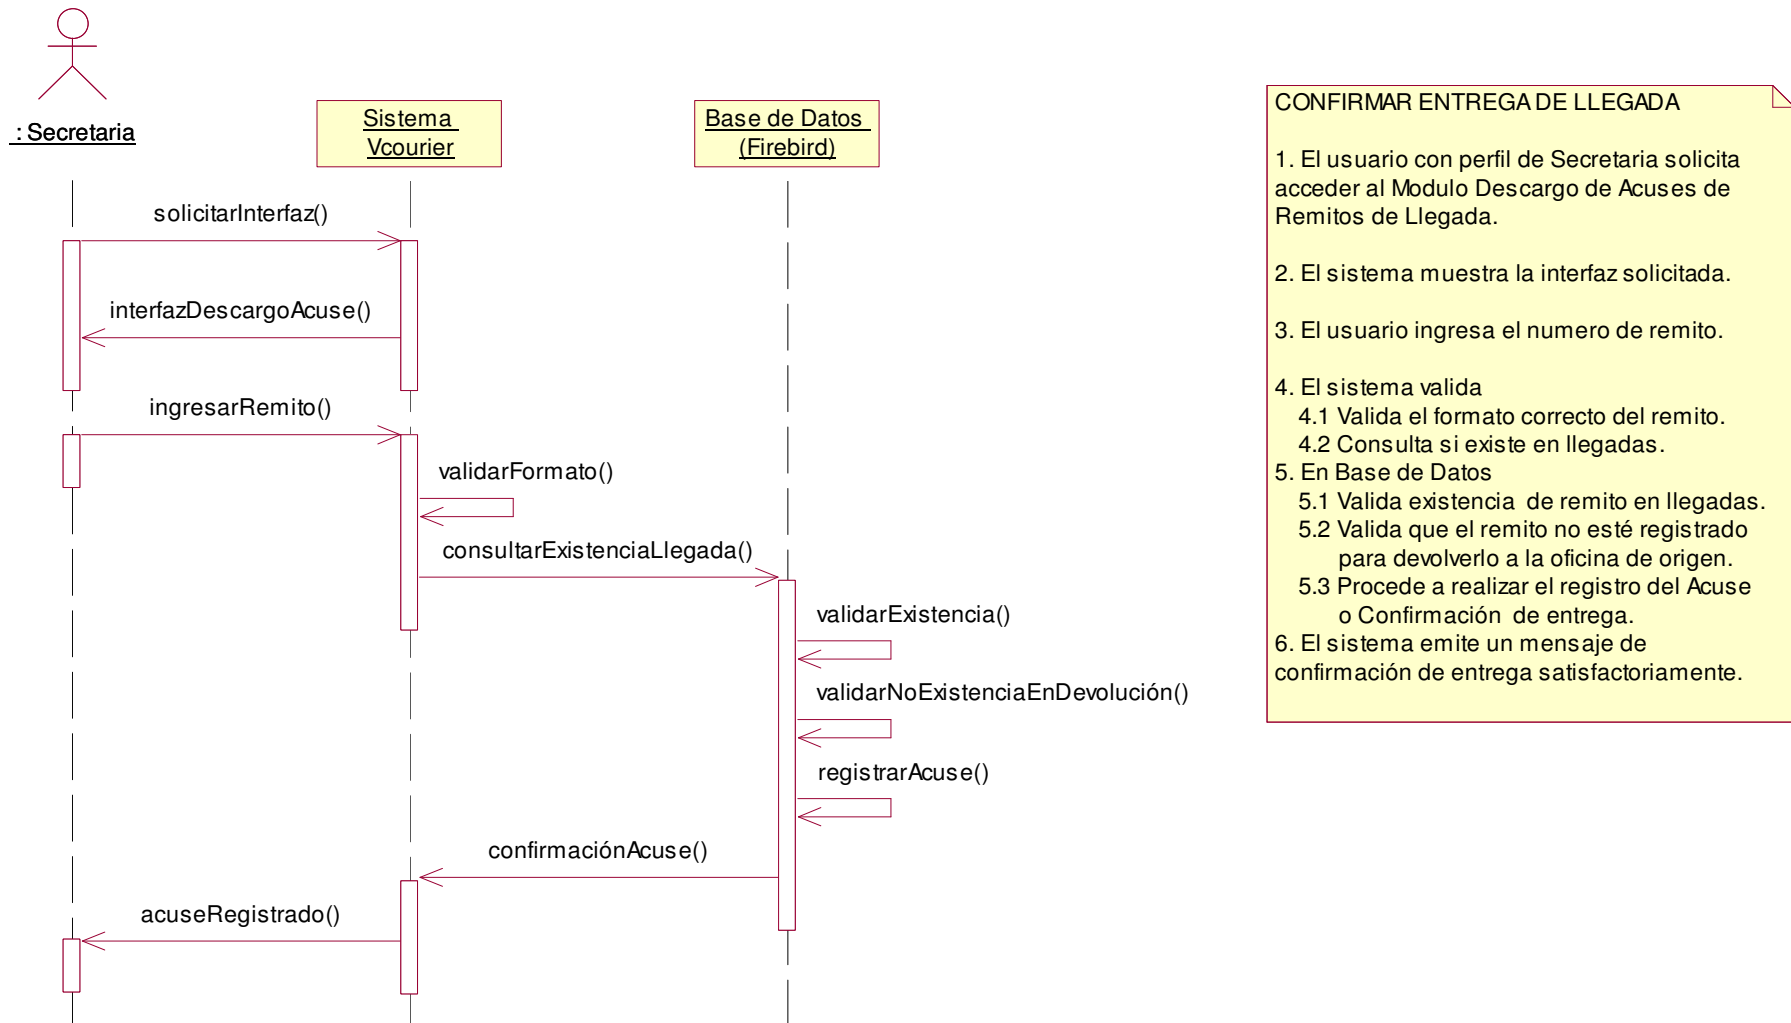 : Secretaria
Sistema
Vcourier
Base de Datos
(Firebird)
solicitarInterfaz()
interfazDescargoAcuse()
ingresarRemito()
validarFormato()
consultarExistenciaLlegada()
validarExistencia()
validarNoExistenciaEnDevolución()
registrarAcuse()
confirmaciónAcuse()
acuseRegistrado()
CONFIRMAR ENTREGA DE LLEGADA
1. El usuario con perfil de Secretaria solicita
acceder al Modulo Descargo de Acuses de
Remitos de Llegada.
2. El sistema muestra la interfaz solicitada.
3. El usuario ingresa el numero de remito.
4. El sistema valida
4.1 Valida el formato correcto del remito.
4.2 Consulta si existe en llegadas.
5. En Base de Datos
5.1 Valida existencia de remito en llegadas.
5.2 Valida que el remito no esté registrado
para devolverlo a la oficina de origen.
5.3 Procede a realizar el registro del Acuse
o Confirmación de entrega.
6. El sistema emite un mensaje de
confirmación de entrega satisfactoriamente.